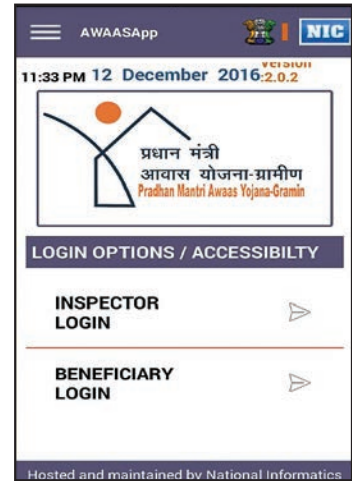 AWAASApp
NIC
11:33 PM 12 December 2016
version
:2.0.2
प्रधान मंत्री
आवास योजना-ग्रामीण
Pradhan Mantri Awaas Yojana-Gramin
LOGIN OPTIONS / ACCESSIBILTY
INSPECTOR
LOGIN
BENEFICIARY
LOGIN
Hosted and maintained by National Informatics